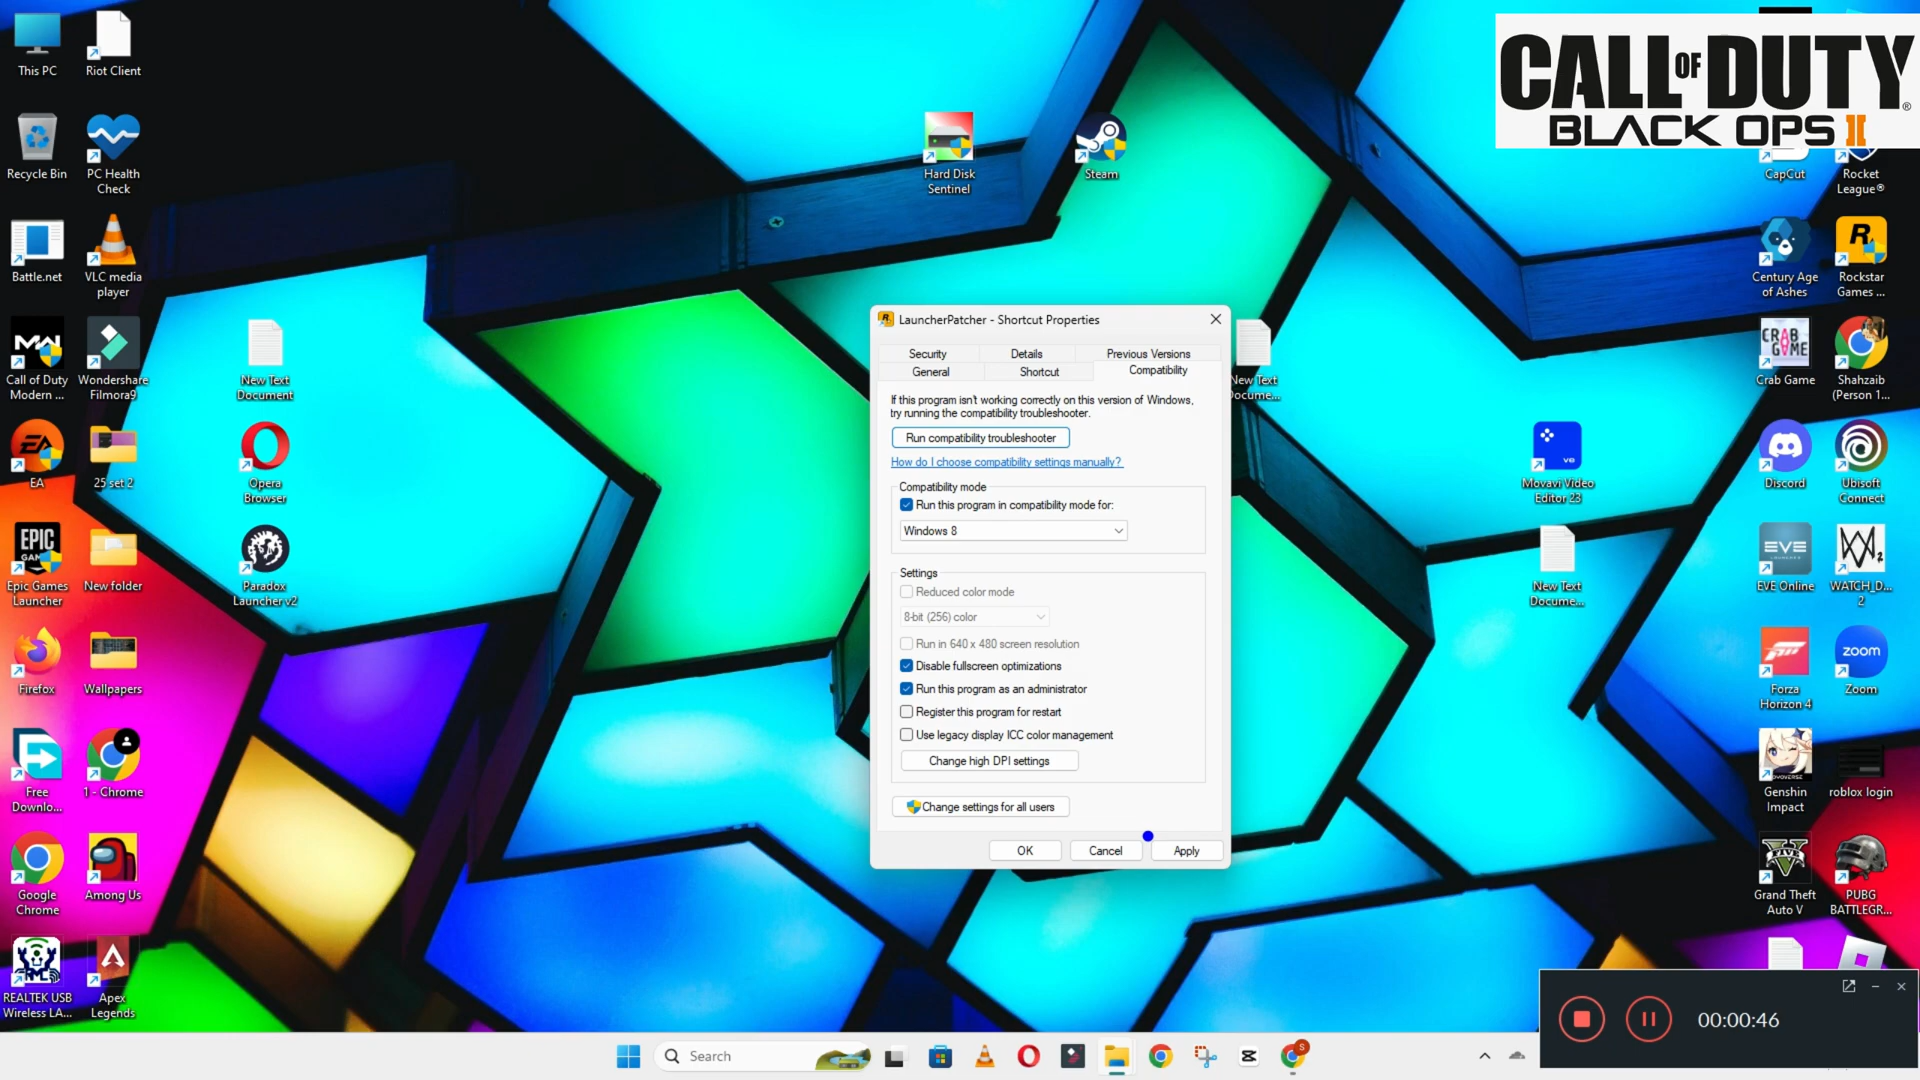 This PC
Riot Client
Recycle Bin
PC Health
Check
Battle.net
VLC media
player
Call of Duty
Modern ...
Wondershare
Filmora9
EA
25 set 2
EPIC
Epic Games
Launcher
New folder
Firefox
Wallpapers
Free
Downlo...
1 - Chrome
Google
Chrome
Among Us
REALTEK USB
Wireless LA...
Apex
Legends
New Text
Document
Opera
Browser
Paradox
Launcher v2
Hard Disk
Sentinel
Steam
CALL OF DUTY®
BLACK OPS II
LauncherPatcher - Shortcut Properties
Security
Details
Previous Versions
General
Shortcut
Compatibility
If this program isn't working correctly on this version of Windows,
try running the compatibility troubleshooter.
Run compatibility troubleshooter
How do I choose compatibility settings manually?
Compatibility mode
Run this program in compatibility mode for:
Windows 8
Settings
Reduced color mode
8-bit (256) color
Run in 640 x 480 screen resolution
Disable fullscreen optimizations
Run this program as an administrator
Register this program for restart
Use legacy display ICC color management
Change high DPI settings
Change settings for all users
OK
Cancel
Apply
New Text
Docume...
Movavi Video
Editor 23
New Text
Docume...
CapCut
Rocket
League®
Century Age
of Ashes
Rockstar
Games ...
CRAB
GAME
Crab Game
Shahzaib
(Person 1...
Discord
Ubisoft
Connect
EVE
EVE Online
WATCH_D...
2
Forza
Horizon 4
zoom
Zoom
Genshin
Impact
roblox login
Grand Theft
Auto V
PUBG
BATTLEGR...
00:00:46
Search